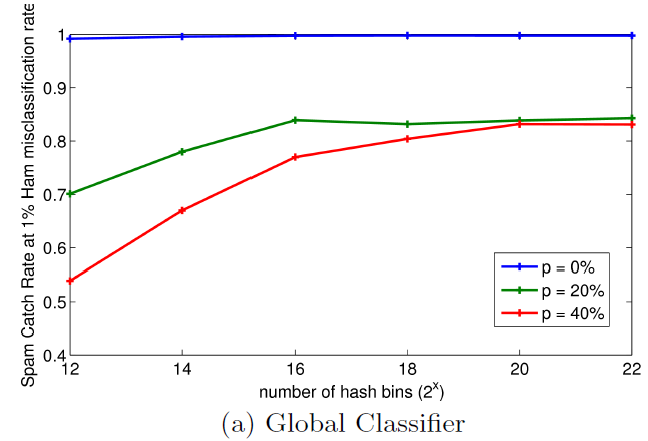 Spam Catch Rate at 1% Ham misclassification rate
1
0.9
0.8
0.7
0.6
0.5
0.4
12 14 16 18 20 22
number of hash bins (2^x)
p = 0%
p = 20%
p = 40%
(a) Global Classifier